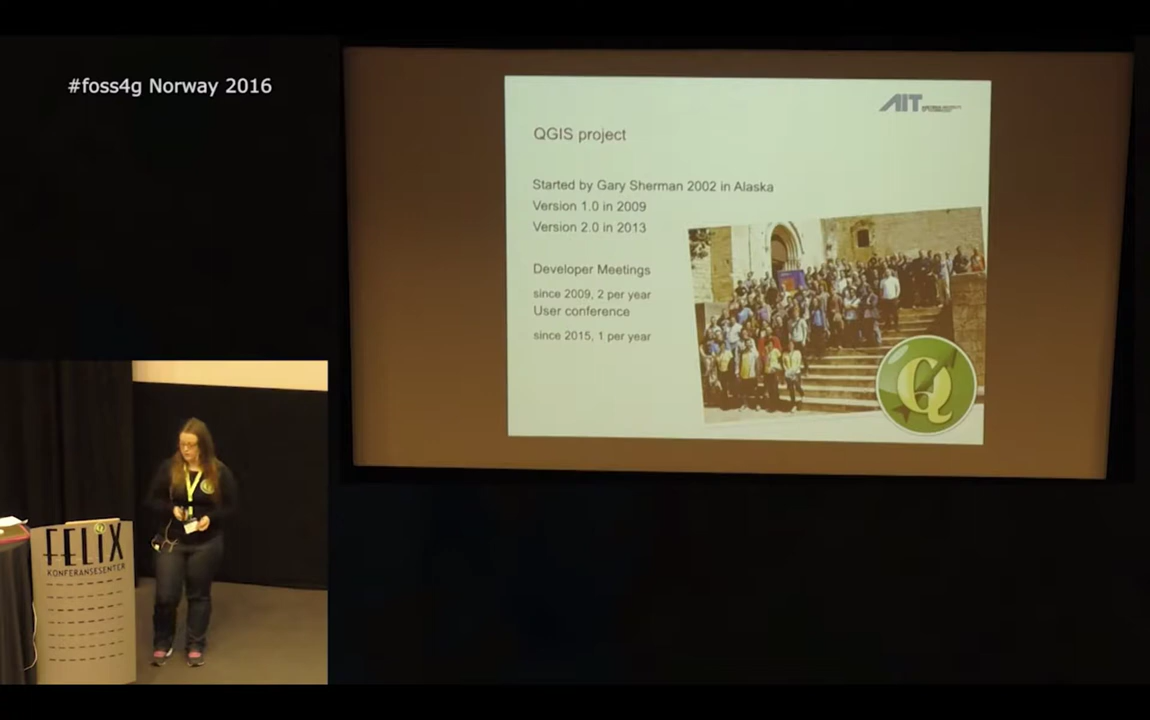 #foss4g Norway 2016
AIT
QGIS project
Started by Gary Sherman 2002 in Alaska
Version 1.0 in 2009
Version 2.0 in 2013
Developer Meetings
since 2009, 2 per year
User conference
since 2015, 1 per year
Q
FELIX
KONFERANSESENTER